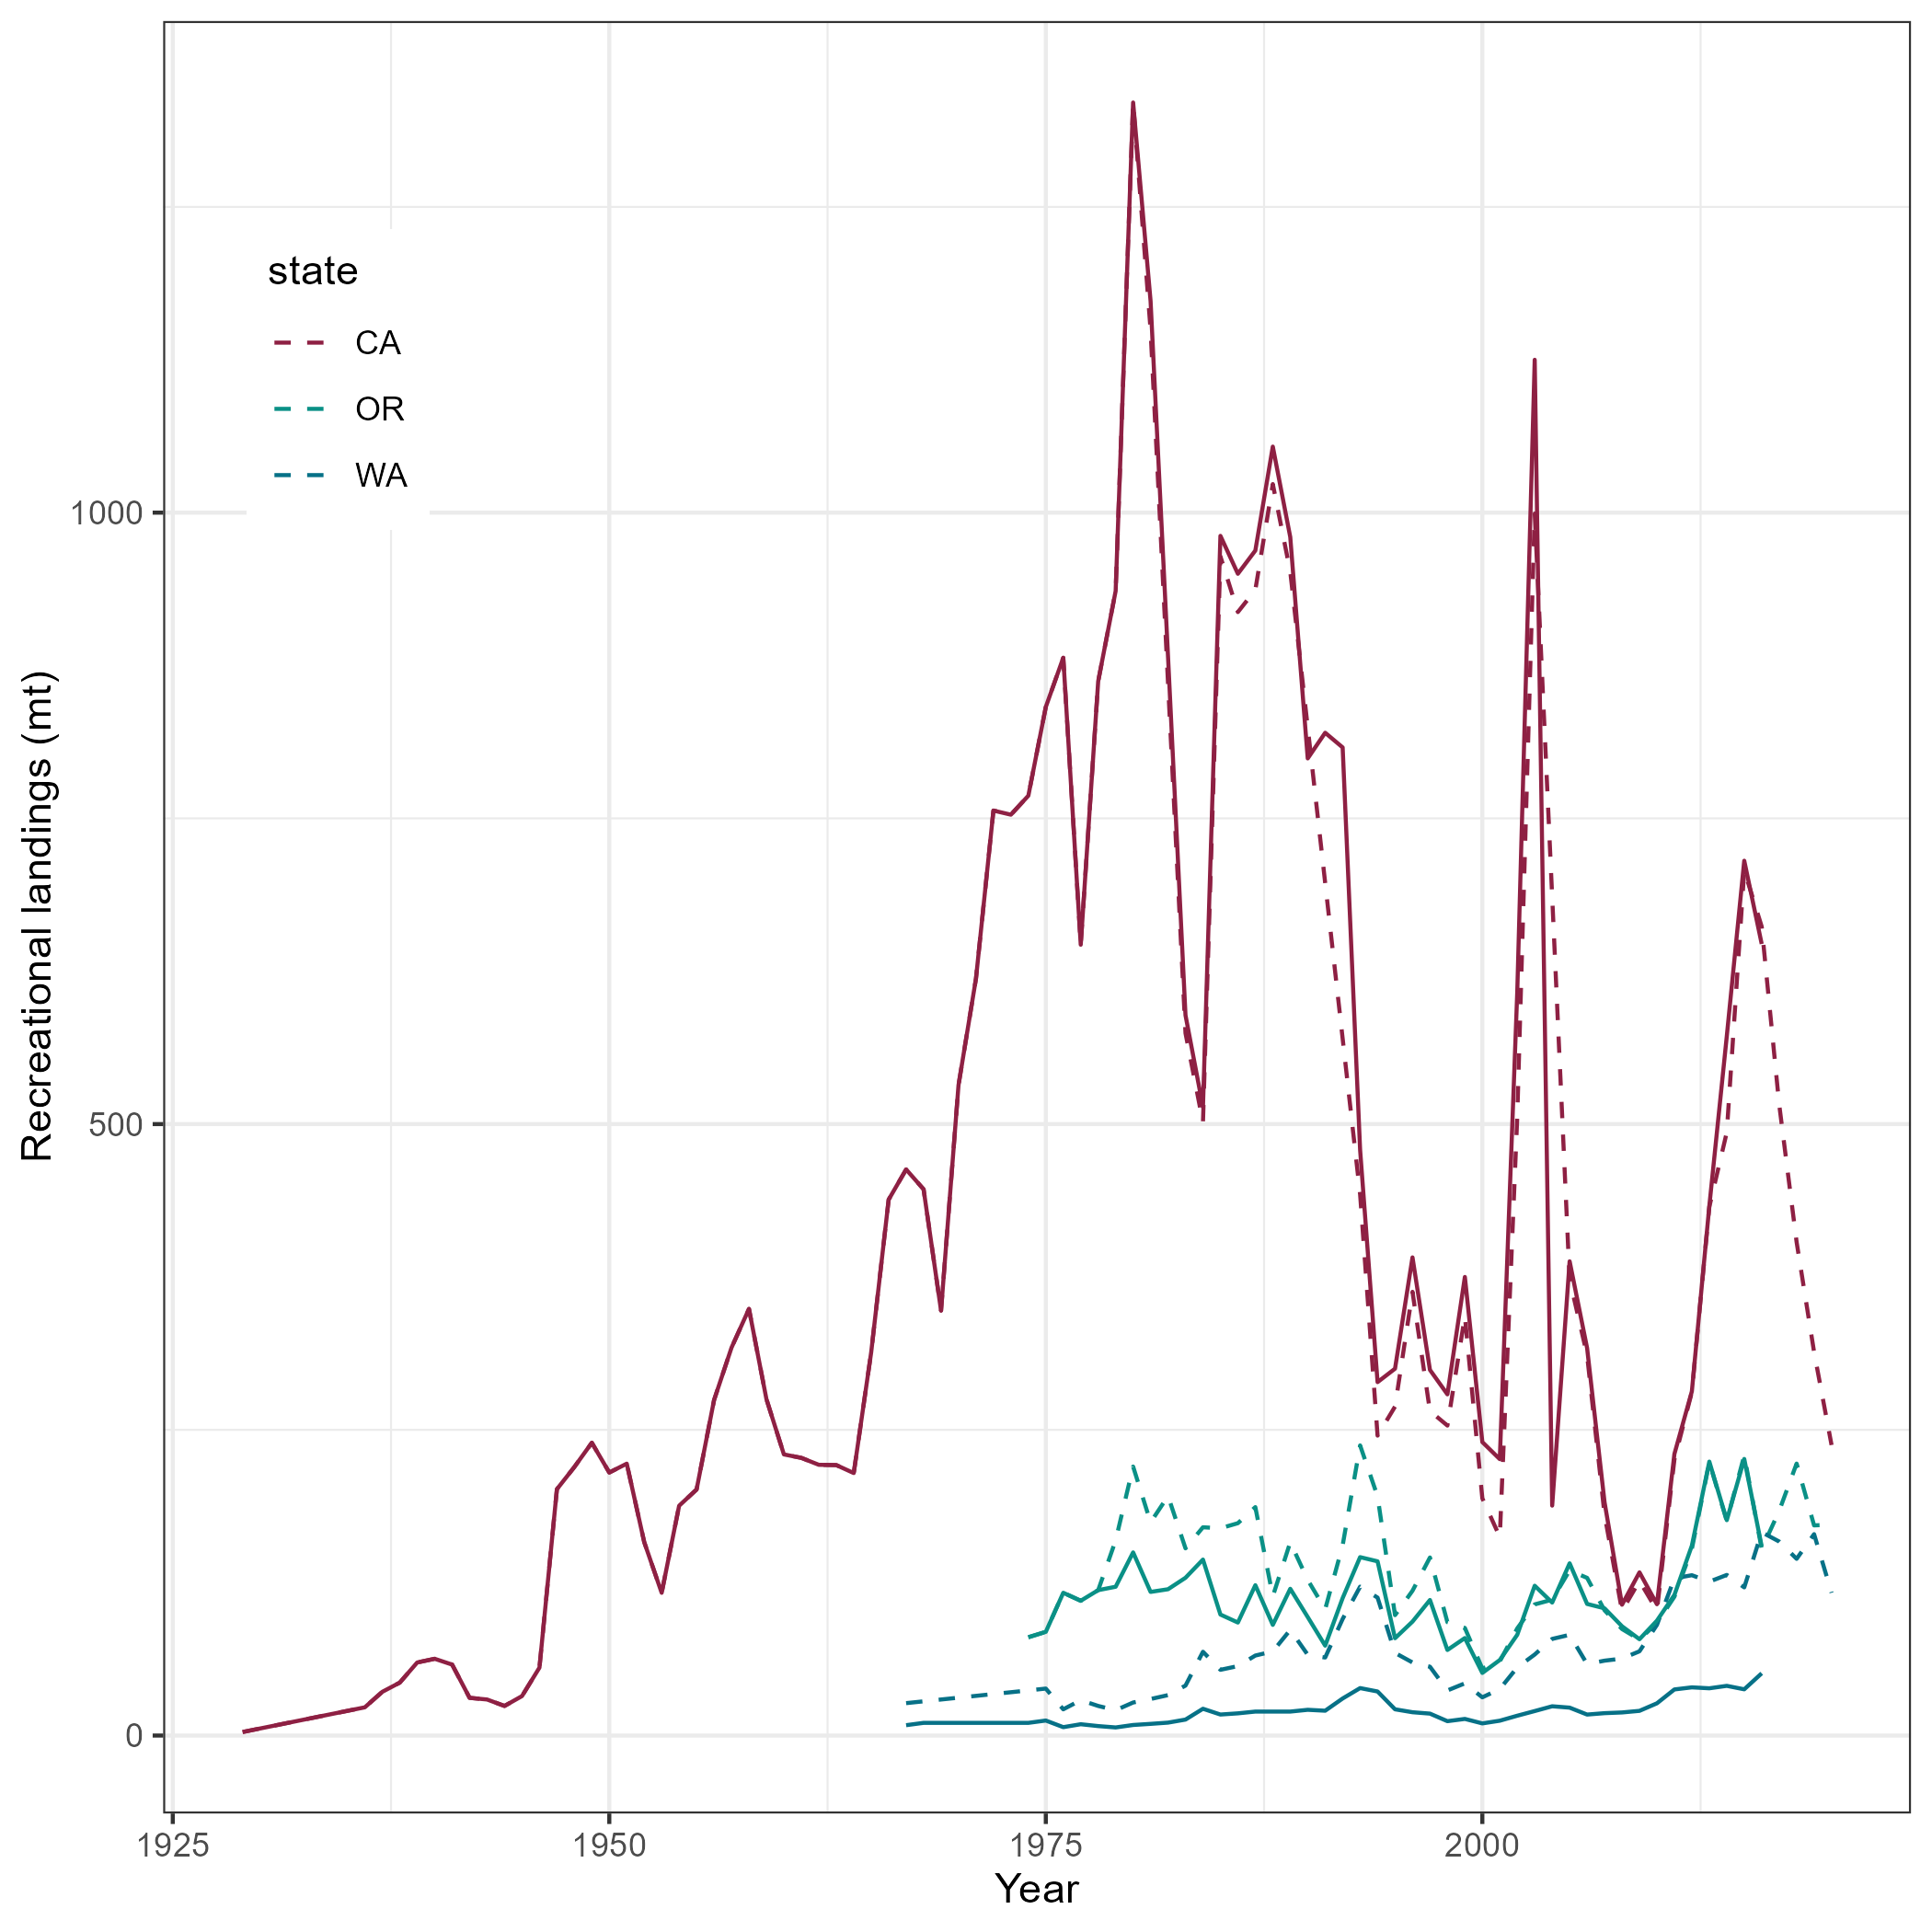 state
CA
OR
WA
1000
500
0
Recreational landings (mt)
1925
1950
1975
2000
Year